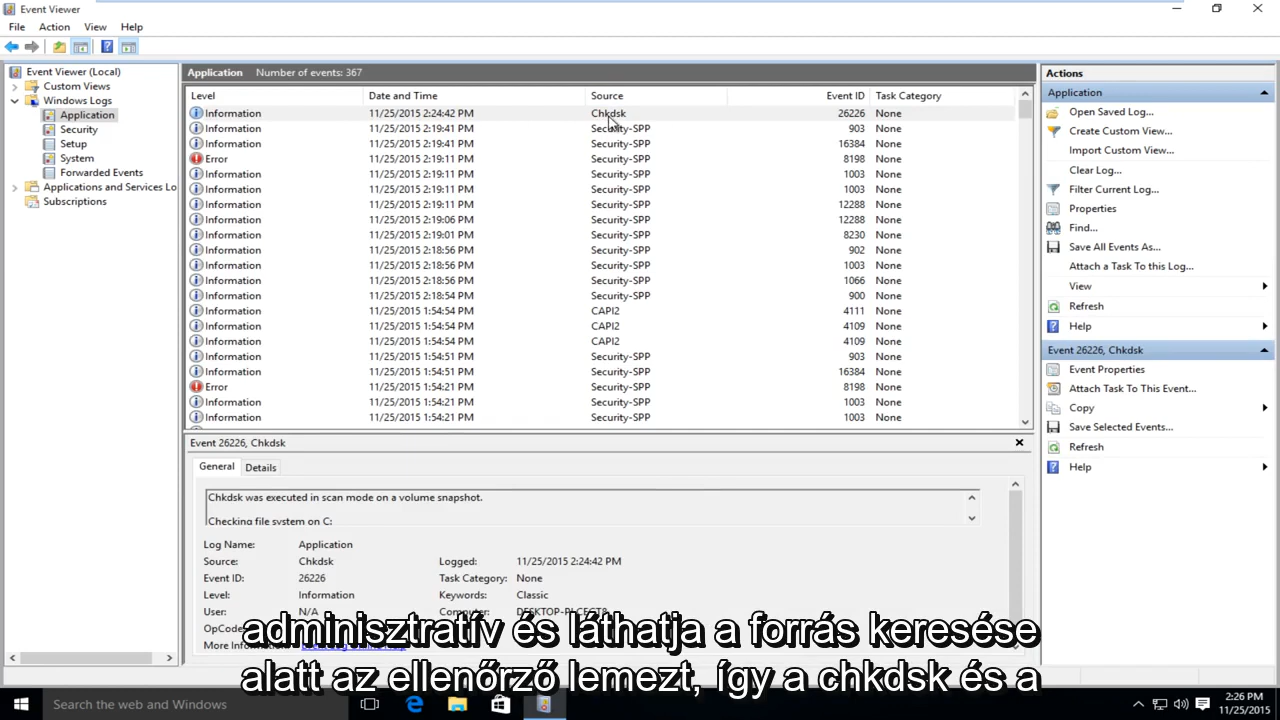 Event Viewer
File Action View Help
Event Viewer (Local)
Custom Views
Windows Logs
Application
Security
Setup
System
Forwarded Events
Applications and Services Lo
Subscriptions
Application Number of events: 367
Level Date and Time Source Event ID Task Category
Information 11/25/2015 2:24:42 PM Chkdsk 26226 None
Information 11/25/2015 2:19:41 PM Security-SPP 903 None
Information 11/25/2015 2:19:41 PM Security-SPP 16384 None
Error 11/25/2015 2:19:11 PM Security-SPP 8198 None
Information 11/25/2015 2:19:11 PM Security-SPP 1003 None
Information 11/25/2015 2:19:11 PM Security-SPP 1003 None
Information 11/25/2015 2:19:11 PM Security-SPP 12288 None
Information 11/25/2015 2:19:06 PM Security-SPP 12288 None
Information 11/25/2015 2:19:01 PM Security-SPP 8230 None
Information 11/25/2015 2:18:56 PM Security-SPP 902 None
Information 11/25/2015 2:18:56 PM Security-SPP 1003 None
Information 11/25/2015 2:18:56 PM Security-SPP 1066 None
Information 11/25/2015 2:18:54 PM Security-SPP 900 None
Information 11/25/2015 1:54:54 PM CAPI2 4111 None
Information 11/25/2015 1:54:54 PM CAPI2 4109 None
Information 11/25/2015 1:54:54 PM CAPI2 4109 None
Information 11/25/2015 1:54:51 PM Security-SPP 903 None
Information 11/25/2015 1:54:51 PM Security-SPP 16384 None
Error 11/25/2015 1:54:21 PM Security-SPP 8198 None
Information 11/25/2015 1:54:21 PM Security-SPP 1003 None
Information 11/25/2015 1:54:21 PM Security-SPP 1003 None
Event 26226, Chkdsk
General Details
Chkdsk was executed in scan mode on a volume snapshot.
Checking file system on C:
Log Name: Application
Source: Chkdsk Logged: 11/25/2015 2:24:42 PM
Event ID: 26226 Task Category: None
Level: Information Keywords: Classic
User: N/A Computer:
OpCode
More Information
Actions
Application
Open Saved Log...
Create Custom View...
Import Custom View...
Clear Log...
Filter Current Log...
Properties
Find...
Save All Events As...
Attach a Task To this Log...
View
Refresh
Help
Event 26226, Chkdsk
Event Properties
Attach Task To This Event...
Copy
Save Selected Events...
Refresh
Help
adminisztratív és láthatja a forrás keresése
alatt az ellenőrző lemezt, így a chkdsk és a
Search the web and Windows
2:26 PM
11/25/2015